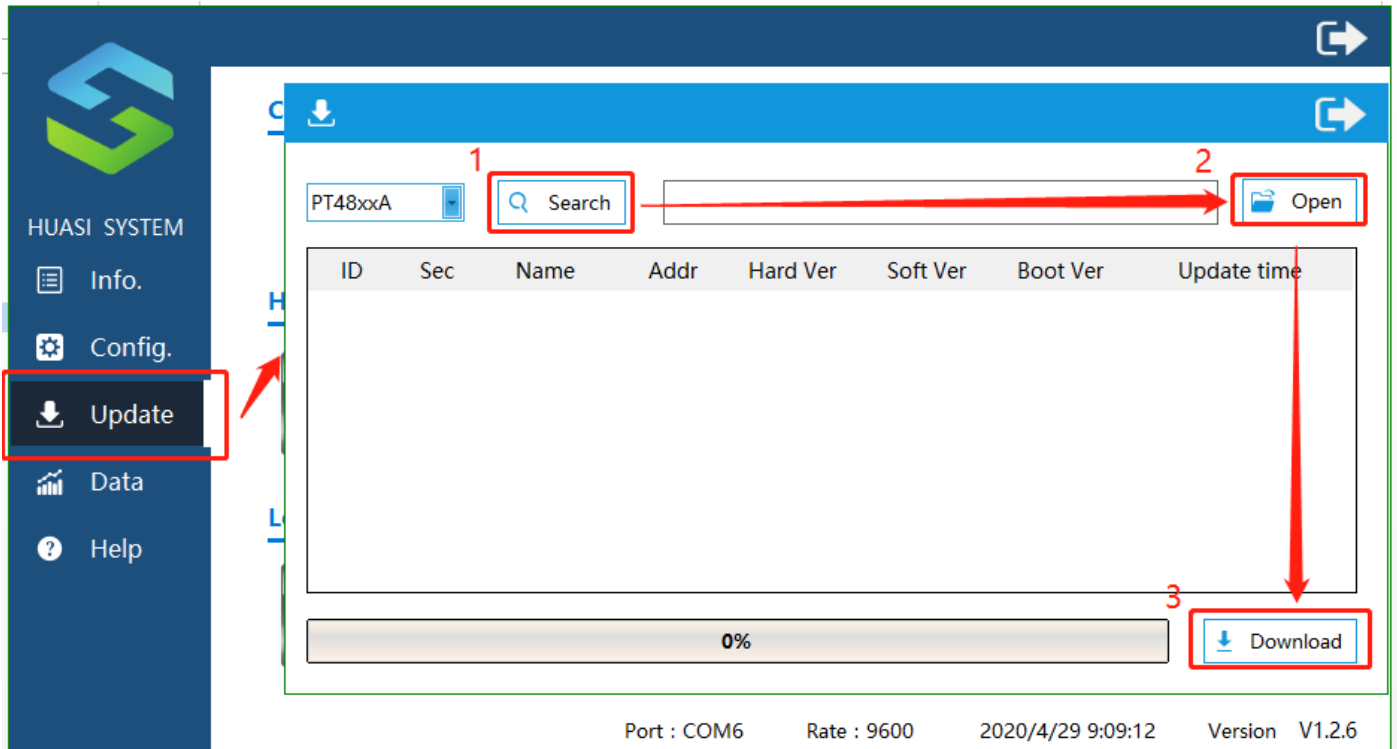 HUASI SYSTEM
Info.
Config.
Update
Data
Help
C
H
L
1
2
PT48xxA
Search
Open
ID Sec Name Addr Hard Ver Soft Ver Boot Ver Update time
3
0%
Download
Port : COM6 Rate : 9600 2020/4/29 9:09:12 Version V1.2.6